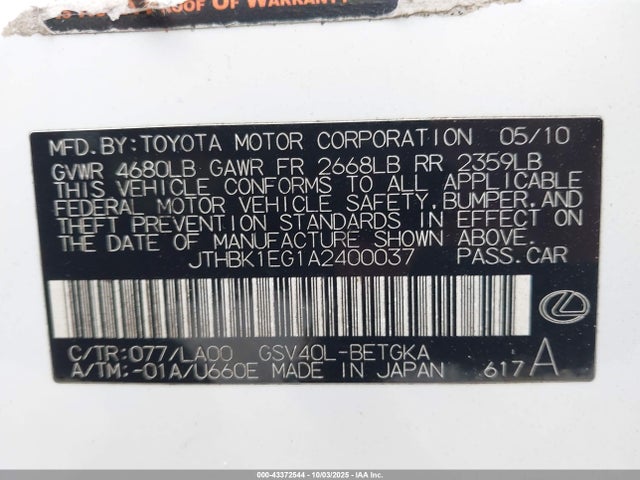 PROOF OF WARRANTY
MFD. BY: TOYOTA MOTOR CORPORATION 05/10
GVWR 4680LB GAWR FR 2668LB RR 2359LB
THIS VEHICLE CONFORMS TO ALL APPLICABLE
FEDERAL MOTOR VEHICLE SAFETY, BUMPER, AND
THEFT PREVENTION STANDARDS IN EFFECT ON
THE DATE OF MANUFACTURE SHOWN ABOVE.
JTHBK1EG1A2400037 PASS. CAR
C/TR: 077/LA00 GSV40L-BETGKA
A/TM: -01A/U660E MADE IN JAPAN 617 A
000-43372544 - 10/03/2025 - IAAI, Inc.